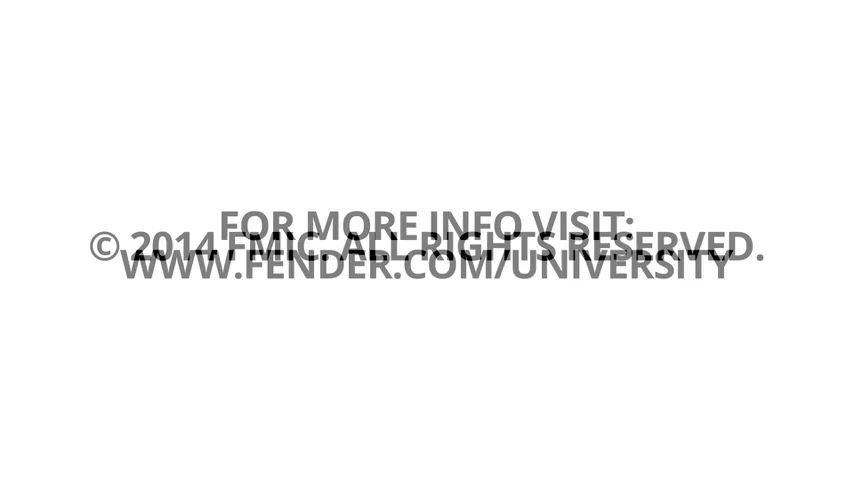 FOR MORE INFO VISIT:
© 2014 FMIC. ALL RIGHTS RESERVED.
WWW.FENDER.COM/UNIVERSITY